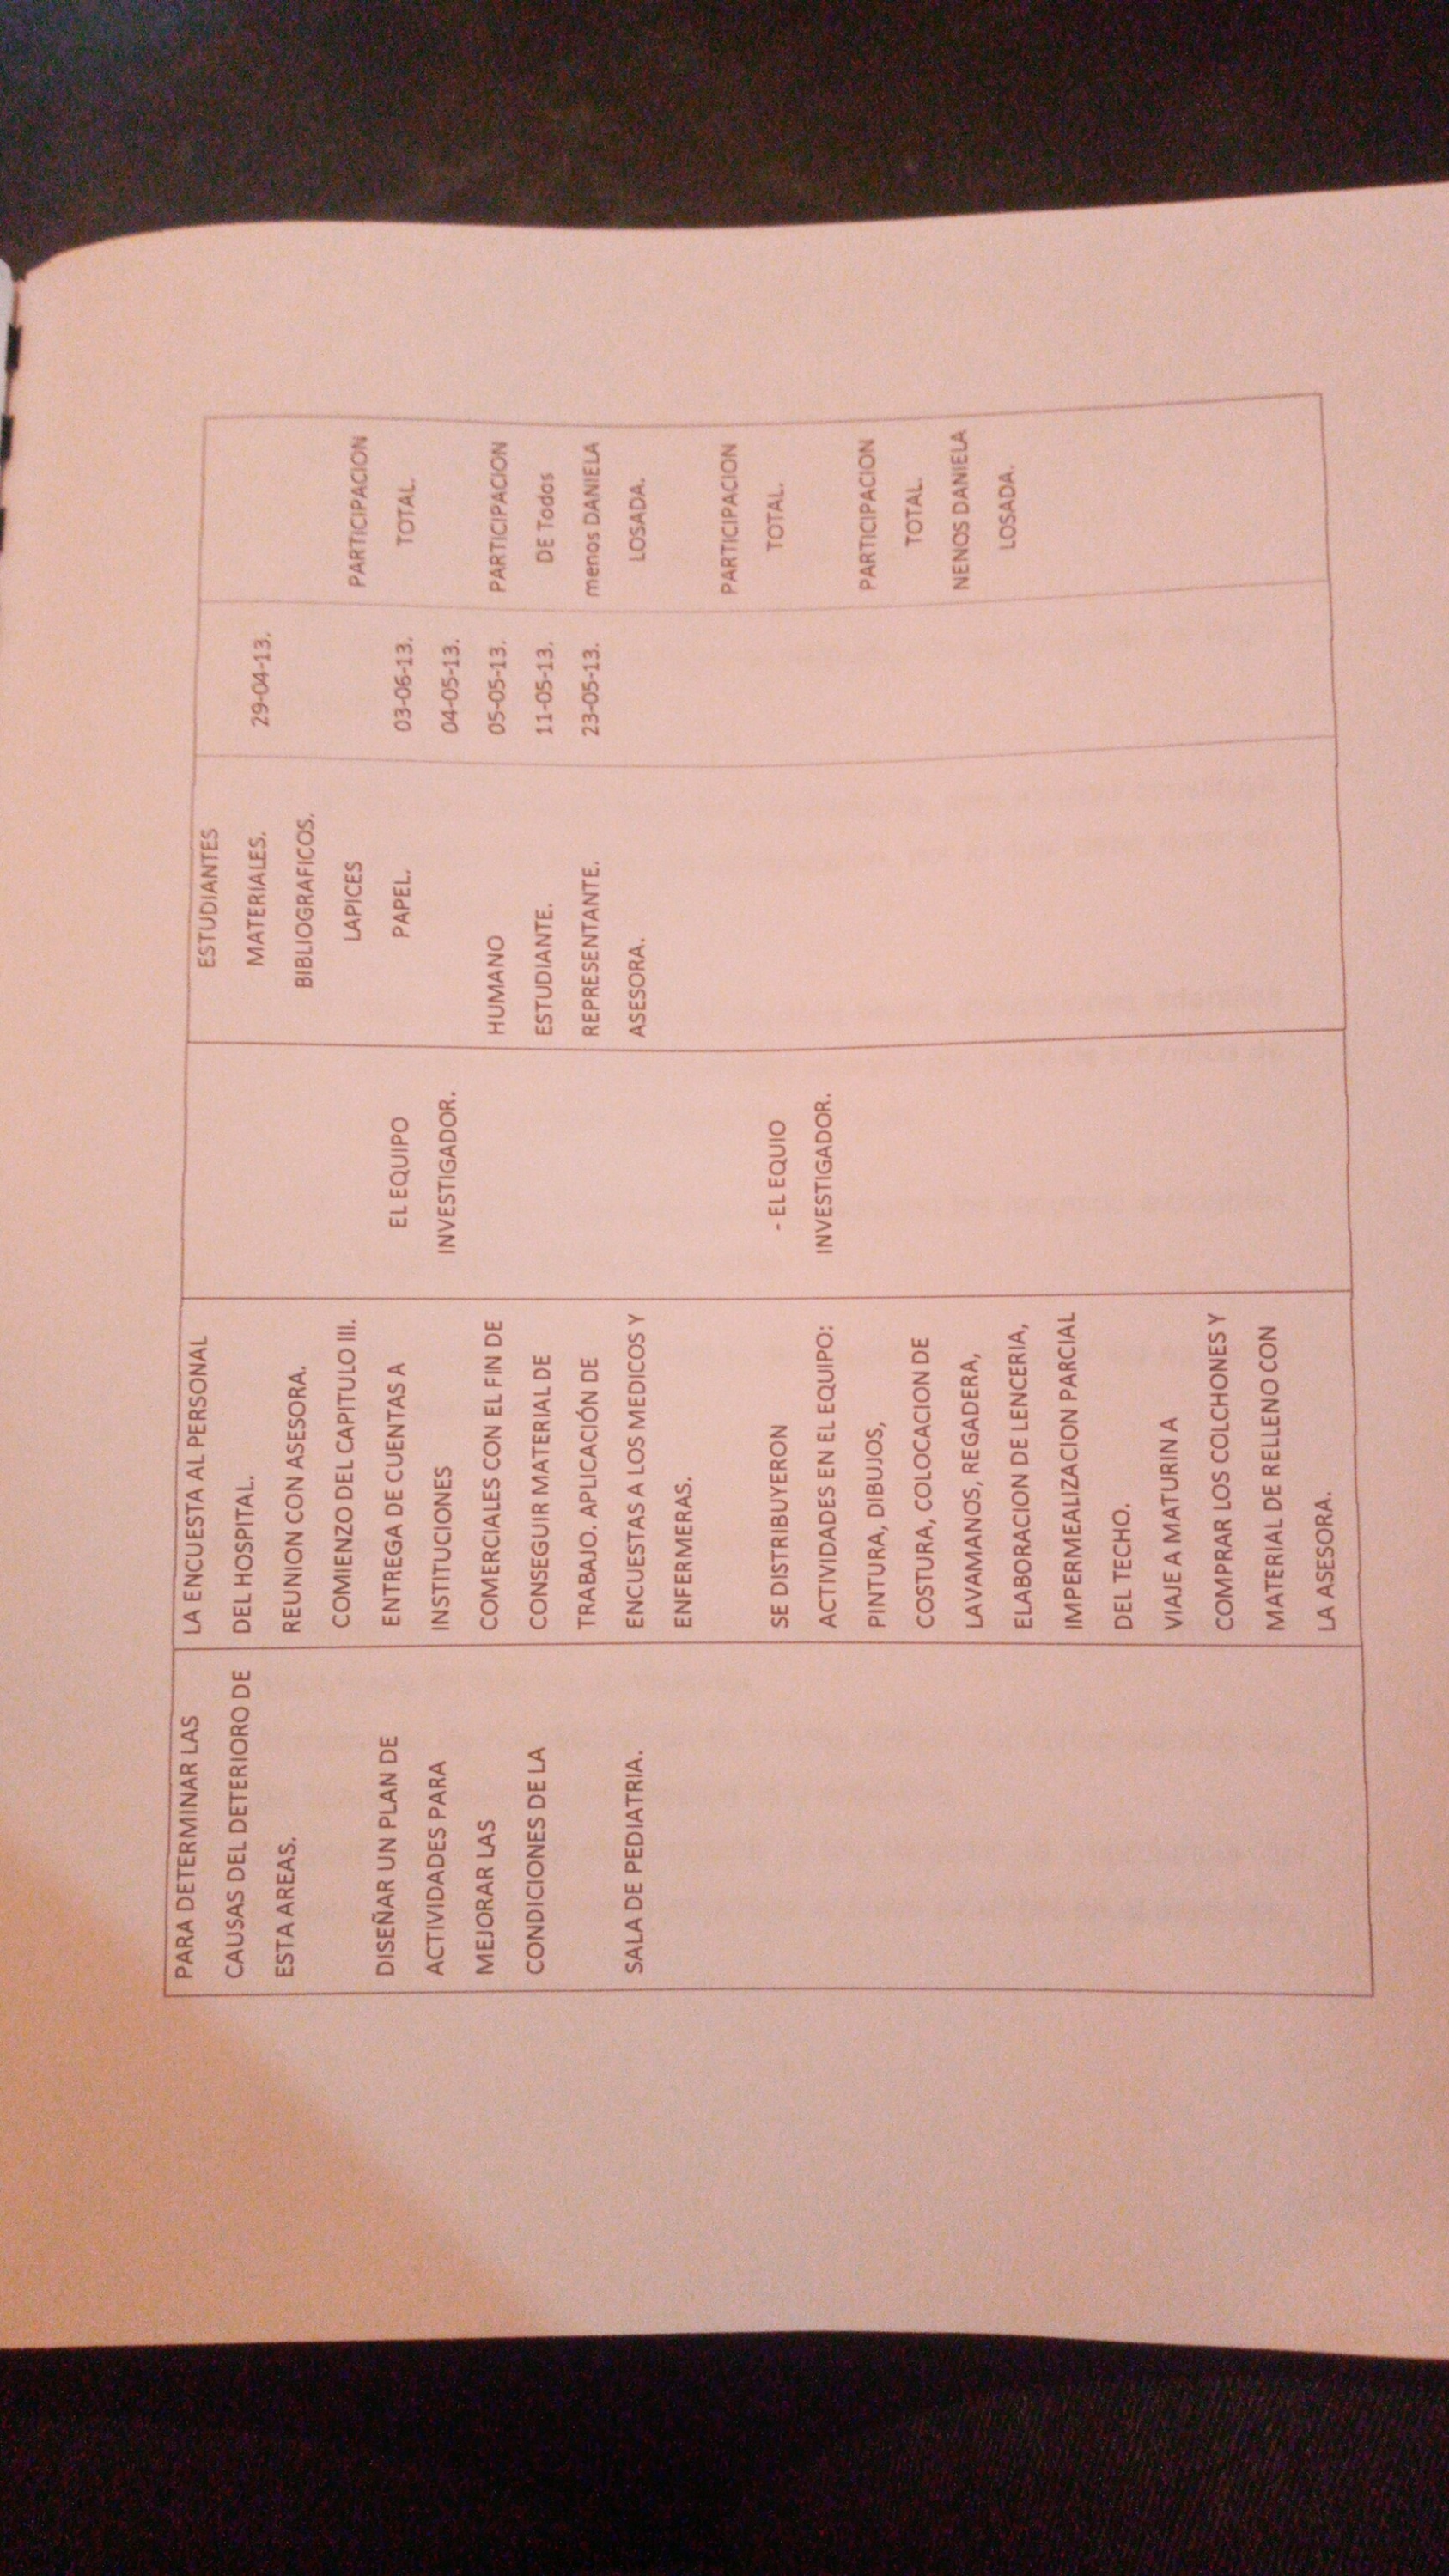 PARA DETERMINAR LAS
CAUSAS DEL DETERIORO DE
ESTA AREAS.
DISEÑAR UN PLAN DE
ACTIVIDADES PARA
MEJORAR LAS
CONDICIONES DE LA
SALA DE PEDIATRIA.
LA ENCUESTA AL PERSONAL
DEL HOSPITAL.
REUNION CON ASESORA.
COMIENZO DEL CAPITULO III.
ENTREGA DE CUENTAS A
INSTITUCIONES
COMERCIALES CON EL FIN DE
CONSEGUIR MATERIAL DE
TRABAJO. APLICACIÓN DE
ENCUESTAS A LOS MEDICOS Y
ENFERMERAS.
SE DISTRIBUYERON
ACTIVIDADES EN EL EQUIPO:
PINTURA, DIBUJOS,
COSTURA, COLOCACION DE
LAVAMANOS, REGADERA,
ELABORACION DE LENCERIA,
IMPERMEALIZACION PARCIAL
DEL TECHO.
VIAJE A MATURIN A
COMPRAR LOS COLCHONES Y
MATERIAL DE RELLENO CON
LA ASESORA.
EL EQUIPO
INVESTIGADOR.
- EL EQUIO
INVESTIGADOR.
ESTUDIANTES
MATERIALES.
BIBLIOGRAFICOS.
LAPICES
PAPEL.
HUMANO
ESTUDIANTE.
REPRESENTANTE.
ASESORA.
29-04-13.
03-06-13.
04-05-13.
05-05-13.
11-05-13.
23-05-13.
PARTICIPACION
TOTAL.
PARTICIPACION
DE Todos
menos DANIELA
LOSADA.
PARTICIPACION
TOTAL.
PARTICIPACION
TOTAL.
NENOS DANIELA
LOSADA.